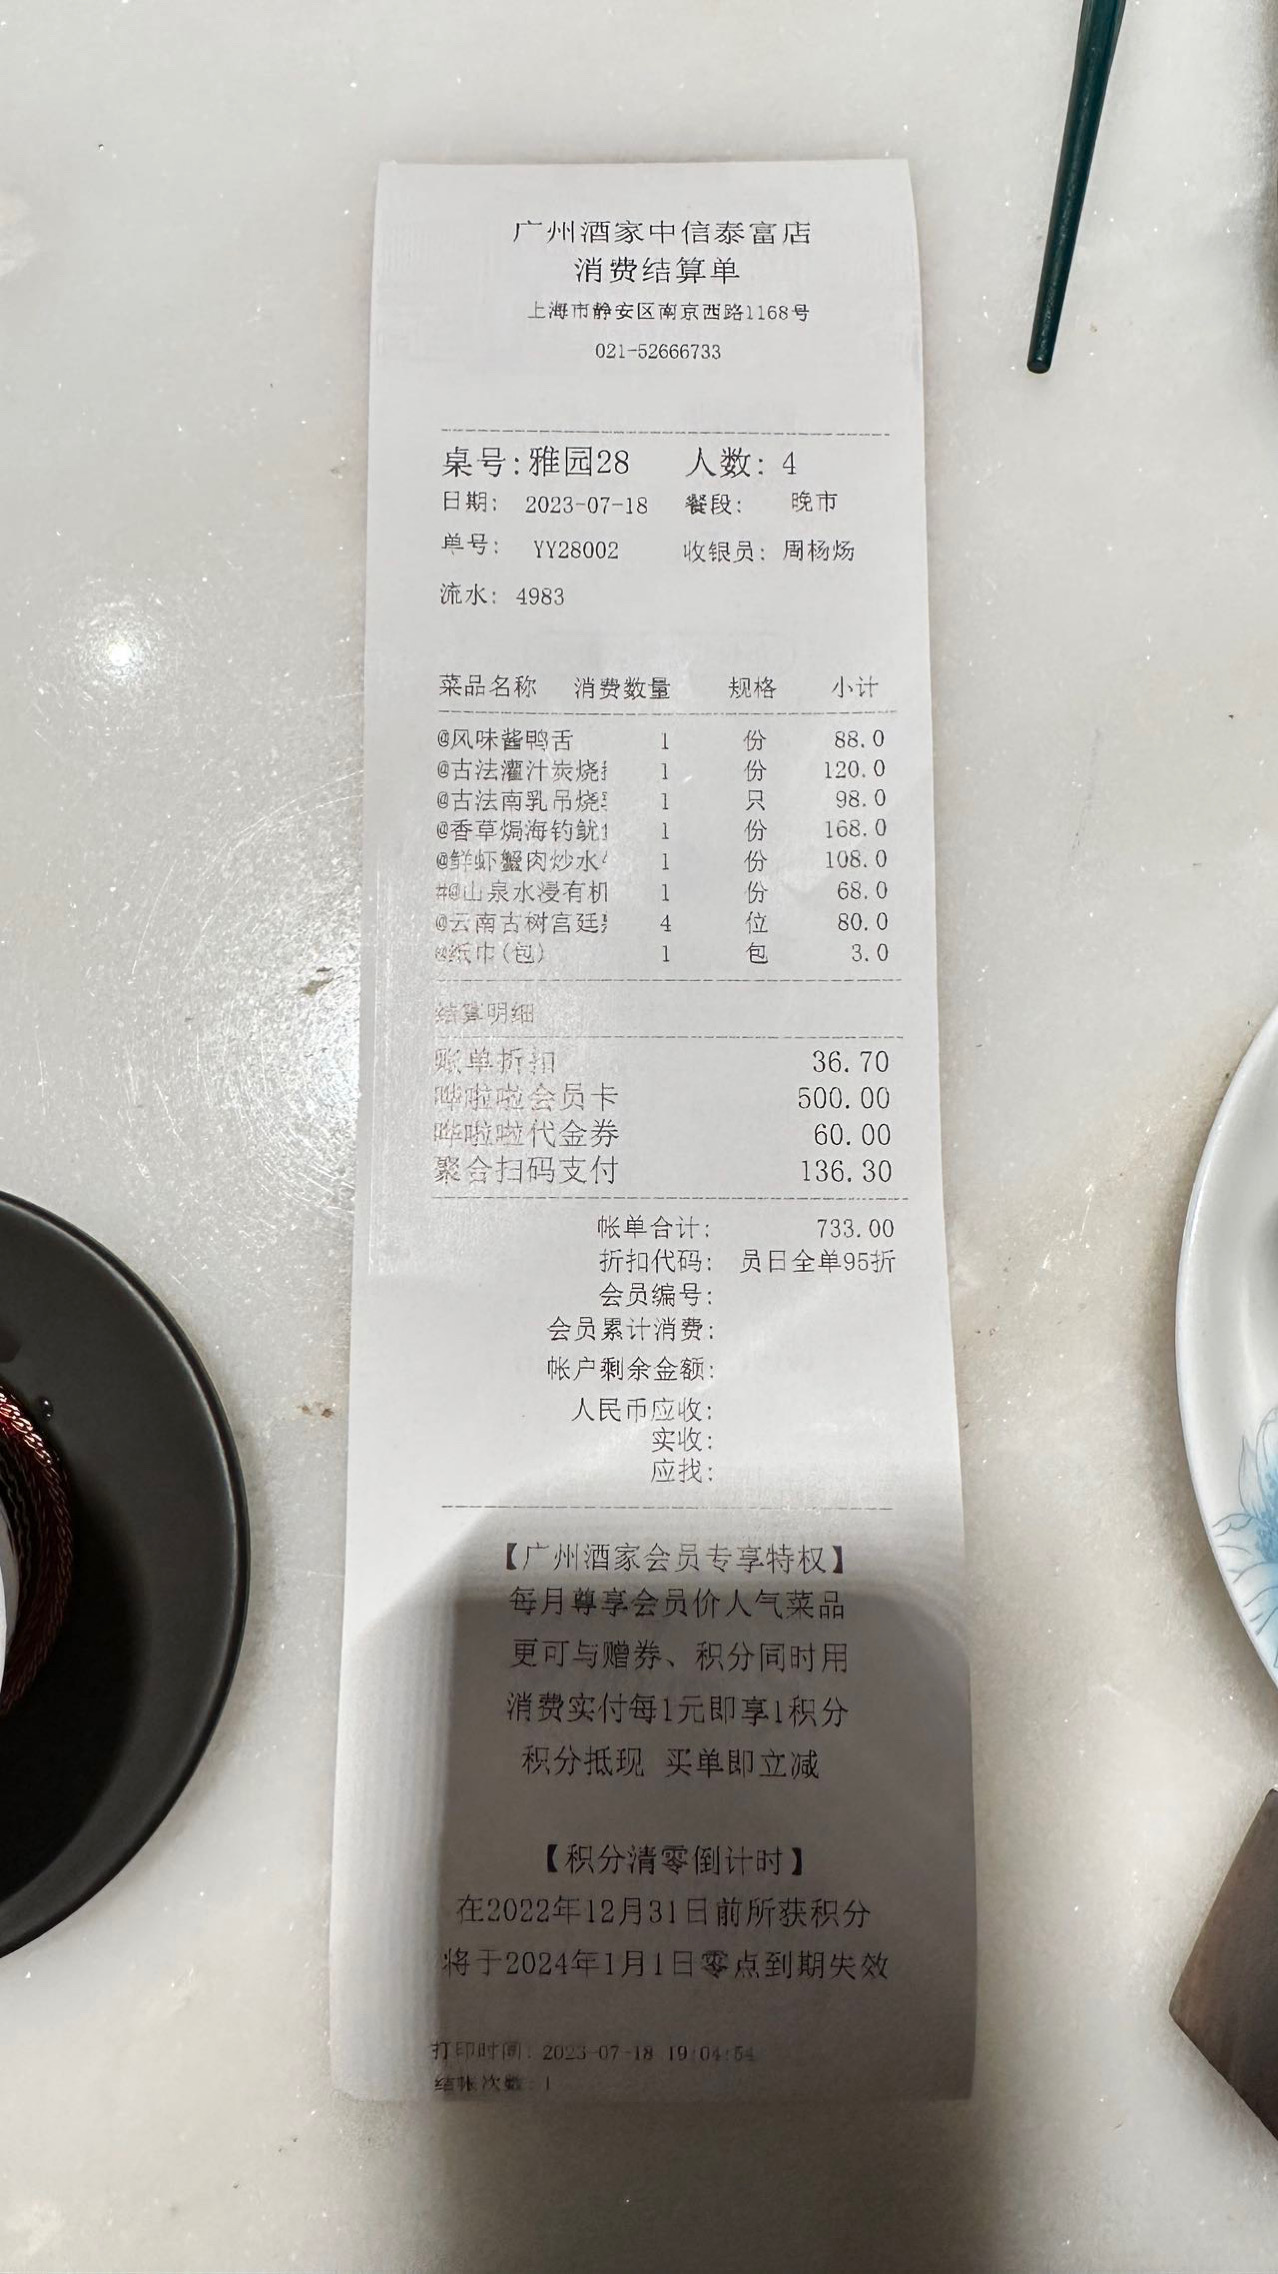 广州酒家中信泰富店
消费结算单
上海市静安区南京西路1168号
021-52666733
桌号:雅园28 人数: 4
日期: 2023-07-18 餐段: 晚市
单号: YY28002 收银员: 周杨炀
流水: 4983
菜品名称 消费数量 规格 小计
@风味酱鸭舌 1 份 88.0
@古法灌汁炭烧 1 份 120.0
@古法南乳吊烧 1 只 98.0
@香草焗海钓鱿 1 份 168.0
@鲜虾蟹肉炒水 1 份 108.0
#@山泉水浸有机 1 份 68.0
@云南古树宫廷 4 位 80.0
@纸巾(包) 1 包 3.0
结算明细
账单折扣 36.70
哗啦啦会员卡 500.00
哗啦啦代金券 60.00
聚合扫码支付 136.30
帐单合计: 733.00
折扣代码: 员日全单95折
会员编号:
会员累计消费:
帐户剩余金额:
人民币应收:
实收:
应找:
【广州酒家会员专享特权】
每月尊享会员价人气菜品
更可与赠券、积分同时用
消费实付每1元即享1积分
积分抵现 买单即立减
【积分清零倒计时】
在2022年12月31日前所获积分
将于2024年1月1日零点到期失效
打印时间: 2023-07-18 19:04:54
结帐次数: 1